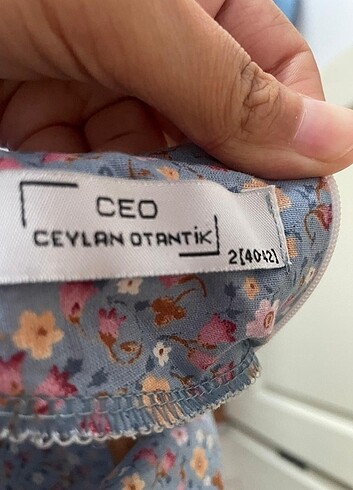 CEO
CEYLAN OTANTİK
2[40-42]